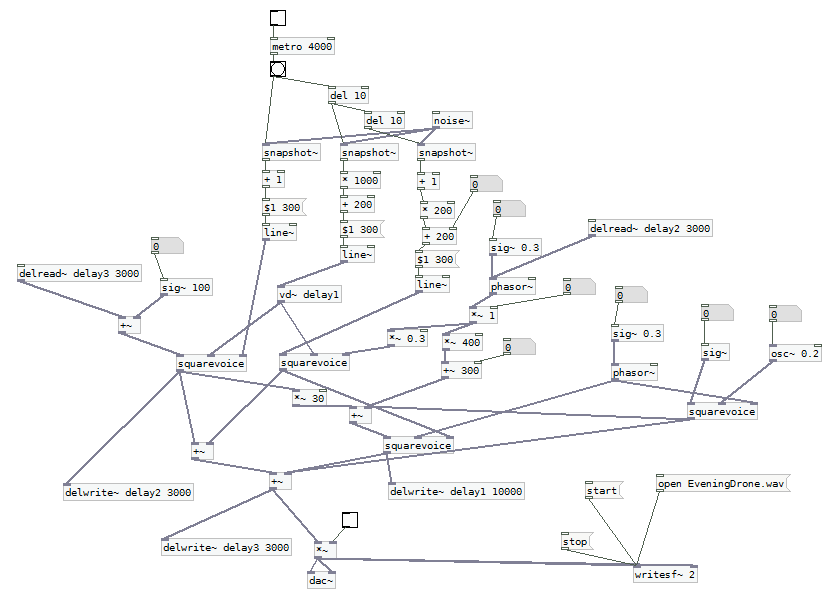 metro 4000
del 10
del 10
noise~
snapshot~
snapshot~
snapshot~
+ 1
* 1000
+ 1
0
$1 300
+ 200
* 200
0
line~
$1 300
+ 200
delread~ delay2 3000
0
line~
$1 300
sig~ 0.3
delread~ delay3 3000
sig~ 100
vd~ delay1
line~
phasor~
0
0
+~
*~ 1
0
0
*~ 0.3
*~ 400
0
sig~ 0.3
sig~
osc~ 0.2
squarevoice
squarevoice
+~ 300
phasor~
*~ 30
+~
squarevoice
+~
squarevoice
+~
delwrite~ delay2 3000
delwrite~ delay1 10000
start
open EveningDrone.wav
delwrite~ delay3 3000
*~
stop
dac~
writesf~ 2